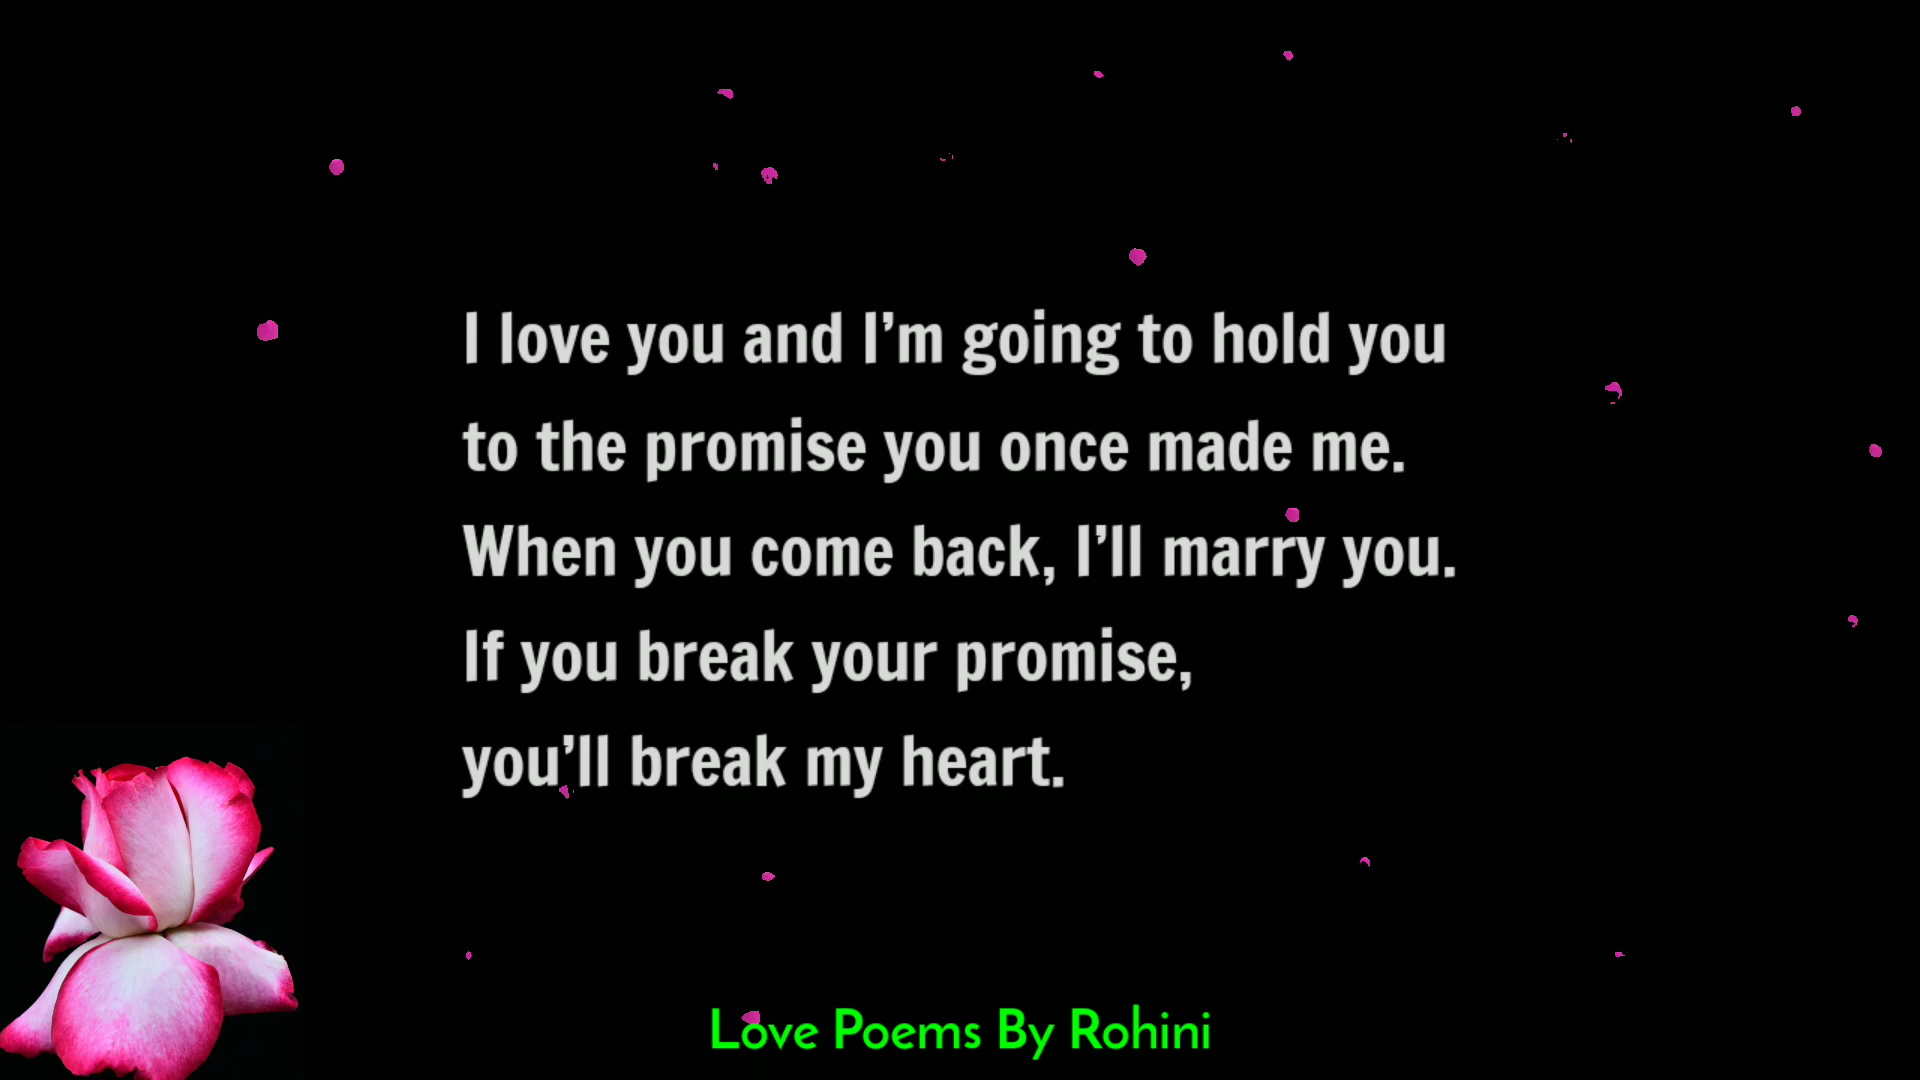 I love you and I’m going to hold you
to the promise you once made me.
When you come back, I’ll marry you.
If you break your promise,
you’ll break my heart.
Love Poems By Rohini